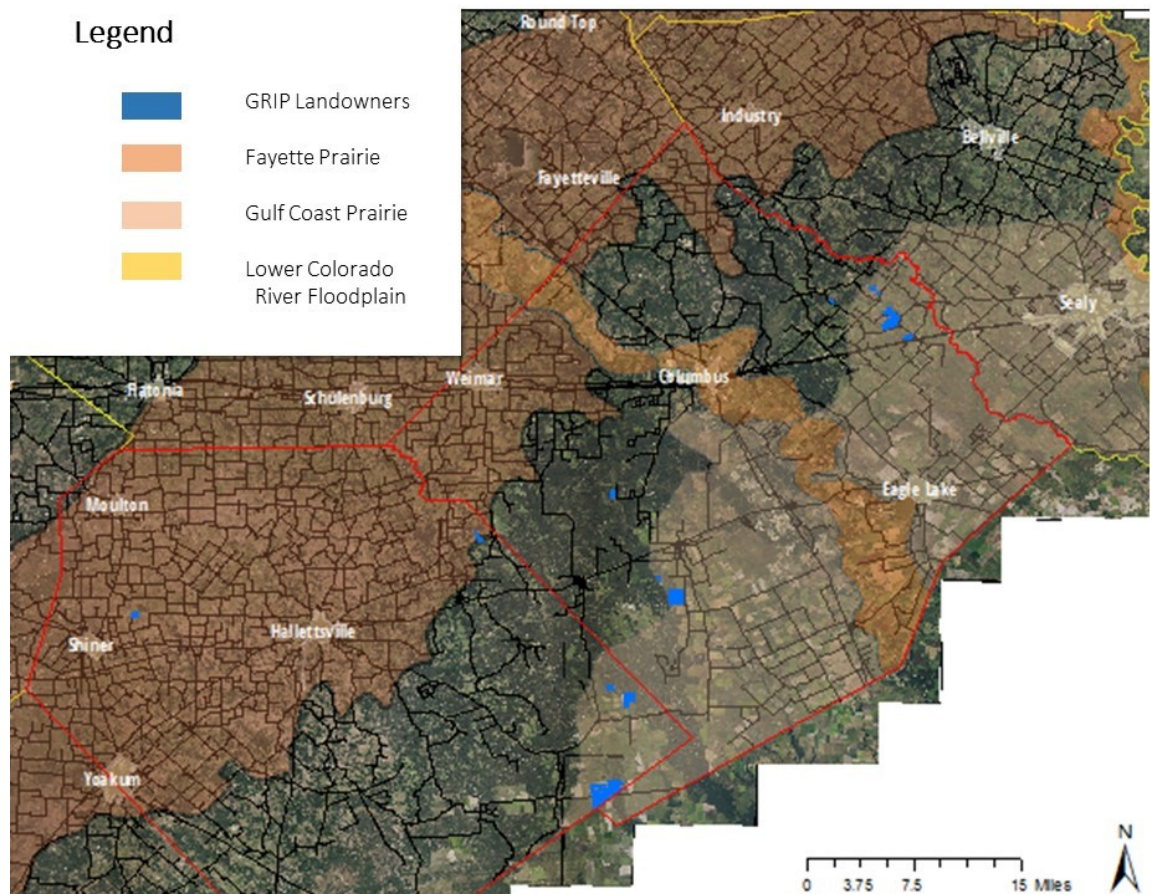 Legend
GRIP Landowners
Fayette Prairie
Gulf Coast Prairie
Lower Colorado
River Floodplain
Round Top
Industry
Bellville
Fayetteville
Sealy
Columbus
Weimar
Flatonia
Schulenburg
Eagle Lake
Moulton
Shiner
Hallettsville
Yoakum
N
0 3.75 7.5 15 Miles